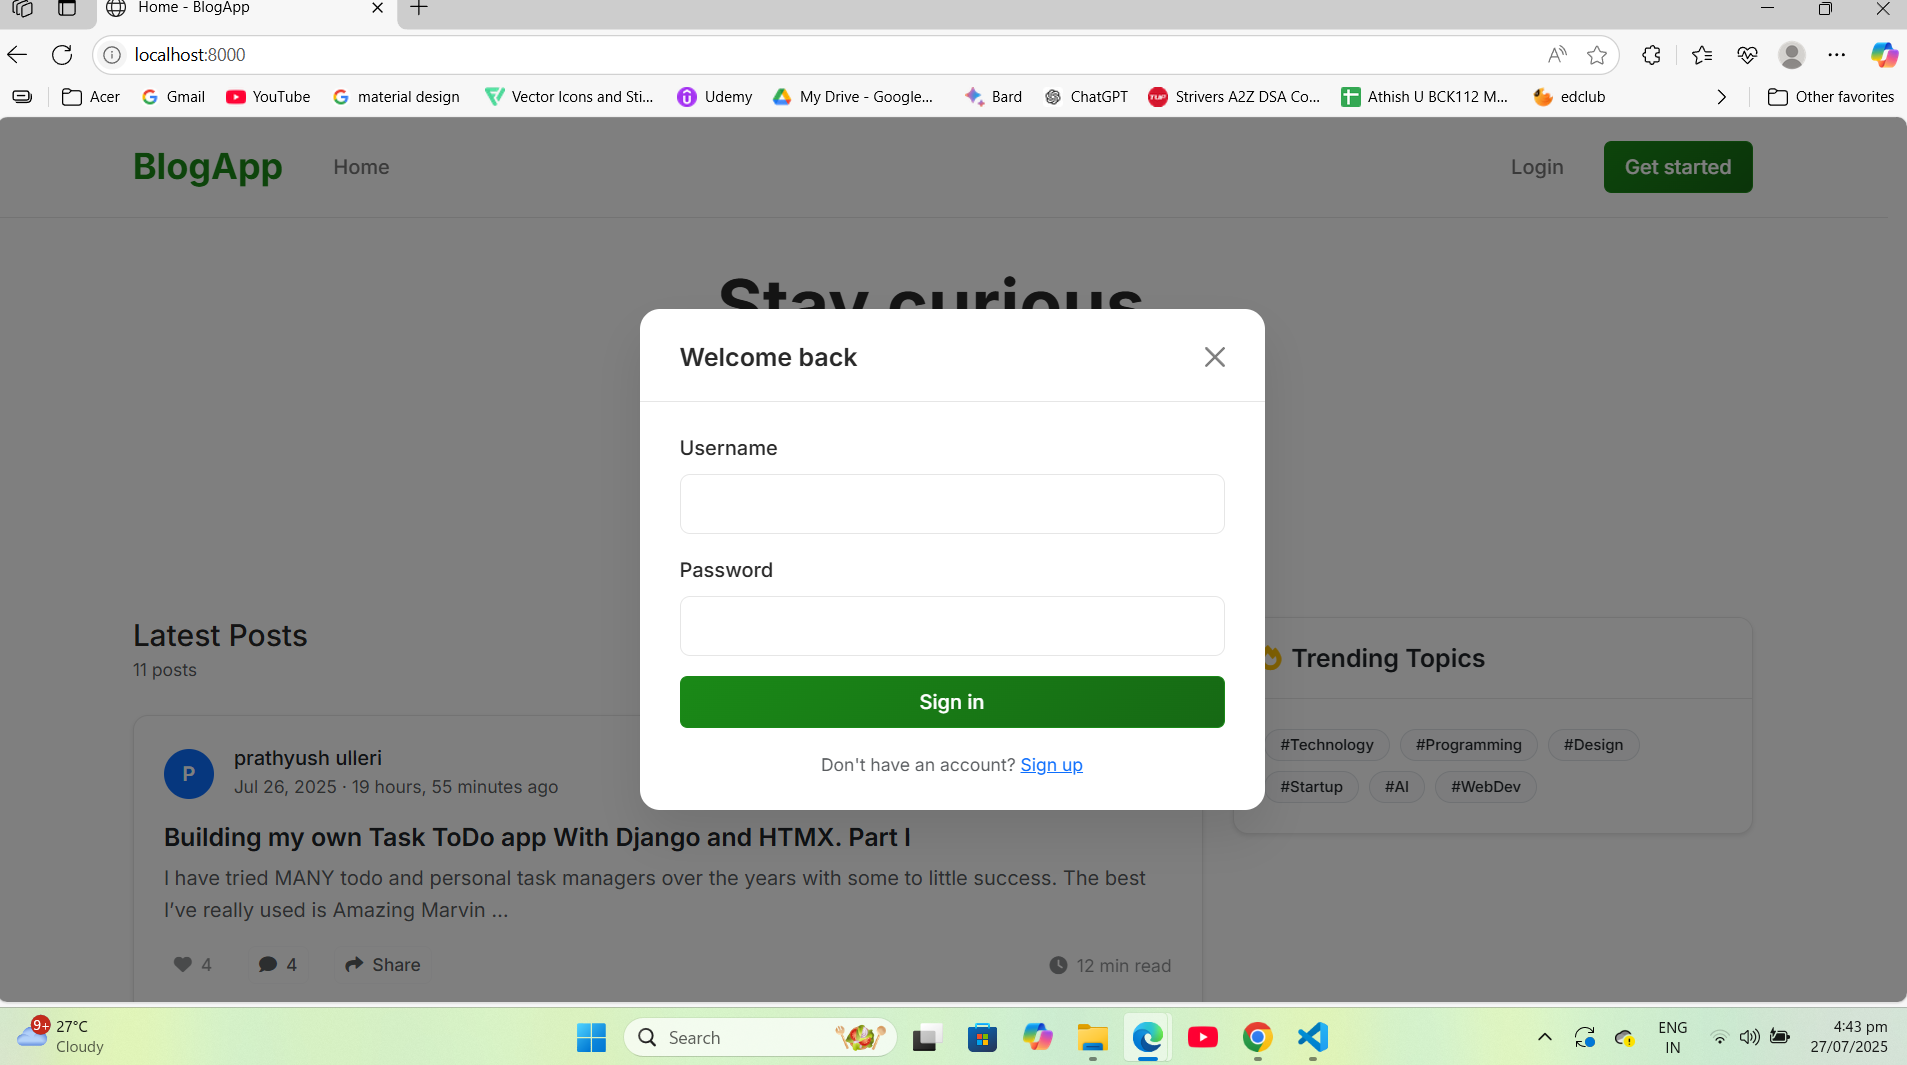 Home - BlogApp
localhost:8000
Acer
Gmail
YouTube
material design
Vector Icons and Sti...
Udemy
My Drive - Google...
Bard
ChatGPT
TUF
Strivers A2Z DSA Co...
Athish U BCK112 M...
edclub
Other favorites
BlogApp
Home
Login
Get started
Stay curious
Welcome back
Username
Password
Sign in
Don't have an account? Sign up
Latest Posts
11 posts
P
prathyush ulleri
Jul 26, 2025 · 19 hours, 55 minutes ago
Building my own Task ToDo app With Django and HTMX. Part I
I have tried MANY todo and personal task managers over the years with some to little success. The best
I’ve really used is Amazing Marvin ...
4
4
Share
12 min read
Trending Topics
#Technology
#Programming
#Design
#Startup
#AI
#WebDev
9+
27°C
Cloudy
Search
ENG
IN
4:43 pm
27/07/2025